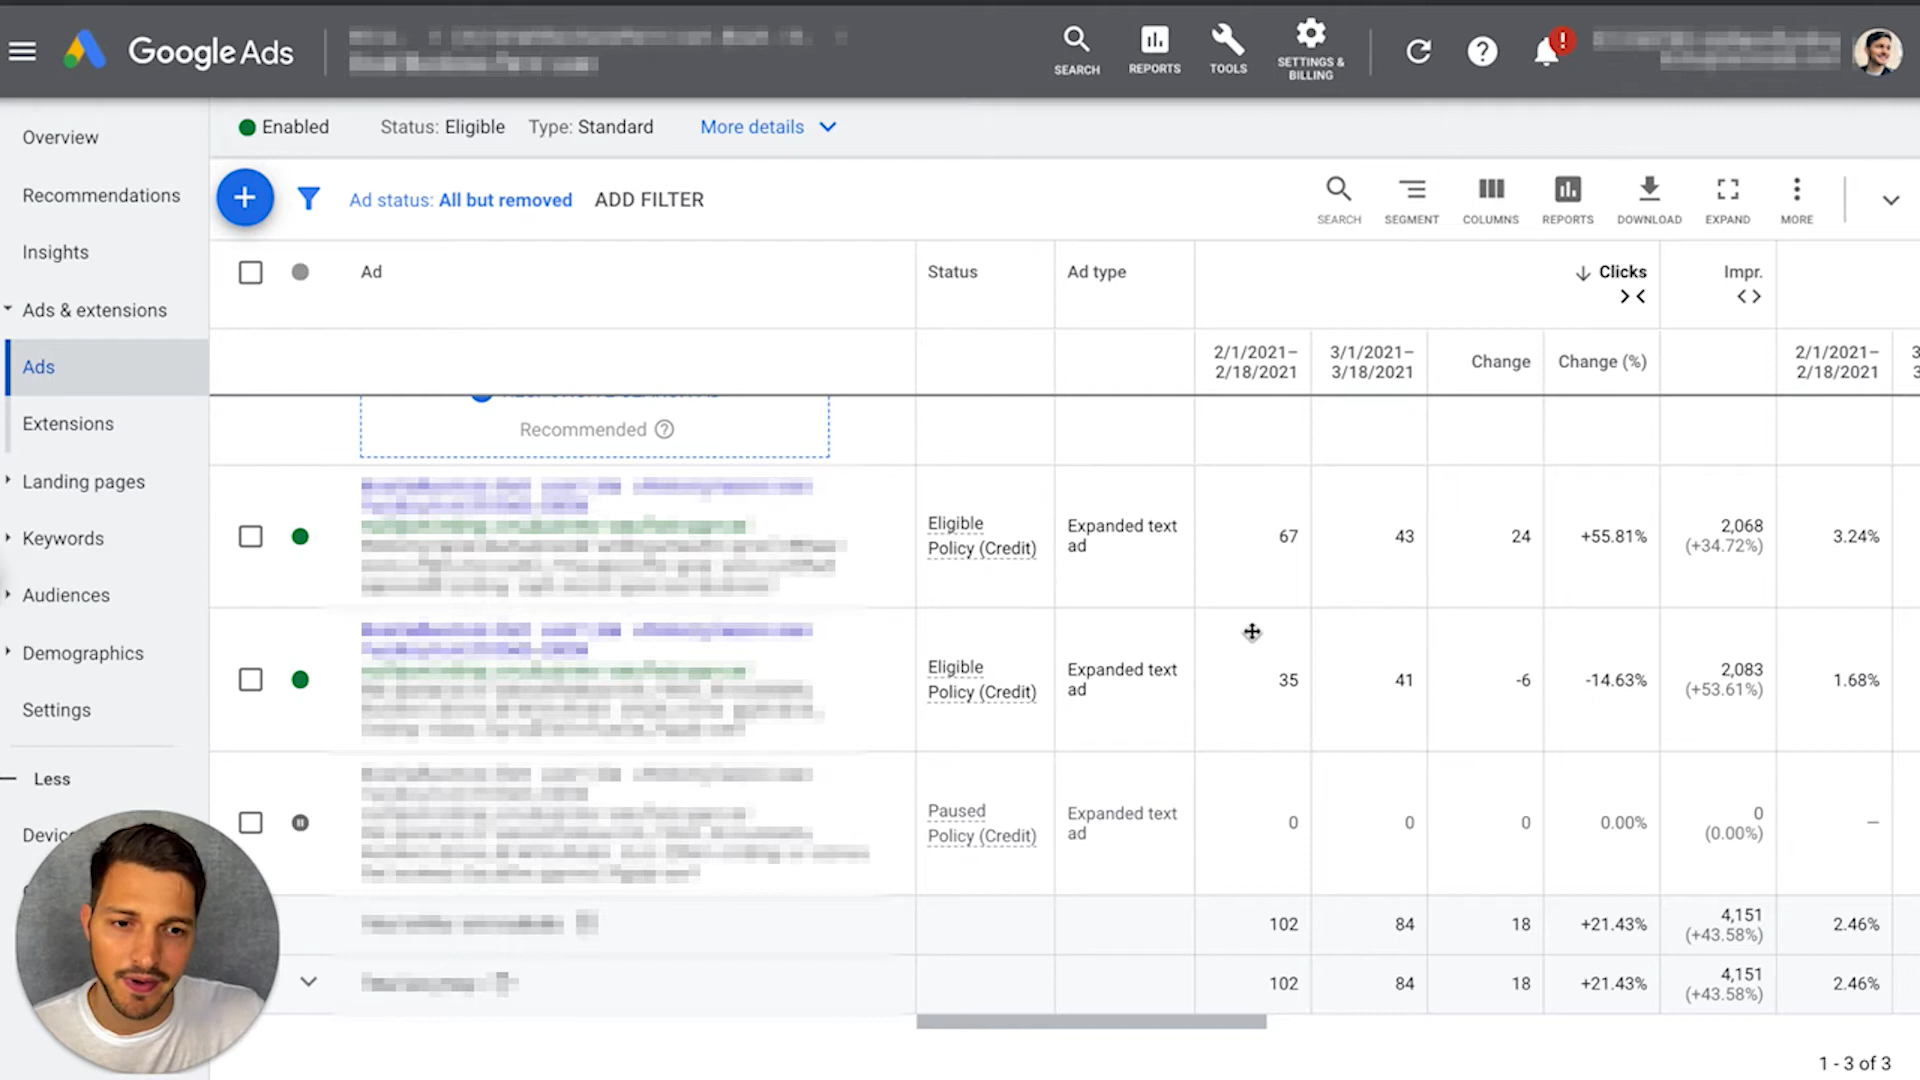 Google Ads
SEARCH
REPORTS
TOOLS
SETTINGS &
BILLING
!
Overview
Recommendations
Insights
Ads & extensions
Ads
Extensions
Landing pages
Keywords
Audiences
Demographics
Settings
Less
Enabled
Status: Eligible
Type: Standard
More details
Ad status: All but removed
ADD FILTER
SEARCH
SEGMENT
COLUMNS
REPORTS
DOWNLOAD
EXPAND
MORE
Ad
Status
Ad type
Clicks
Impr.
2/1/2021–
2/18/2021
3/1/2021–
3/18/2021
Change
Change (%)
2/1/2021–
2/18/2021
Recommended
Eligible
Policy (Credit)
Expanded text
ad
67
43
24
+55.81%
2,068
(+34.72%)
3.24%
Eligible
Policy (Credit)
Expanded text
ad
35
41
-6
-14.63%
2,083
(+53.61%)
1.68%
Paused
Policy (Credit)
Expanded text
ad
0
0
0
0.00%
0
(0.00%)
—
102
84
18
+21.43%
4,151
(+43.58%)
2.46%
102
84
18
+21.43%
4,151
(+43.58%)
2.46%
1 - 3 of 3